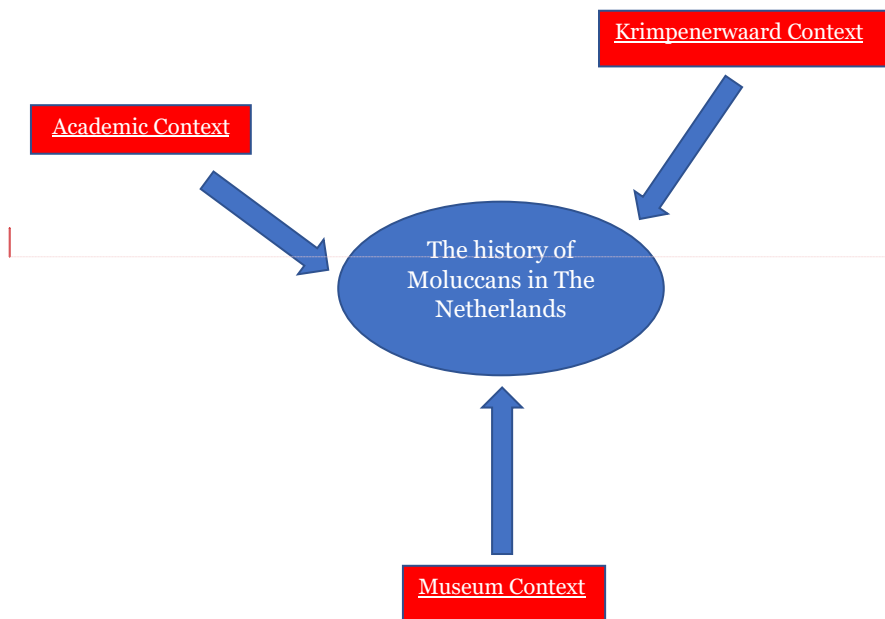 Krimpenerwaard Context
Academic Context
The history of
Moluccans in The
Netherlands
Museum Context